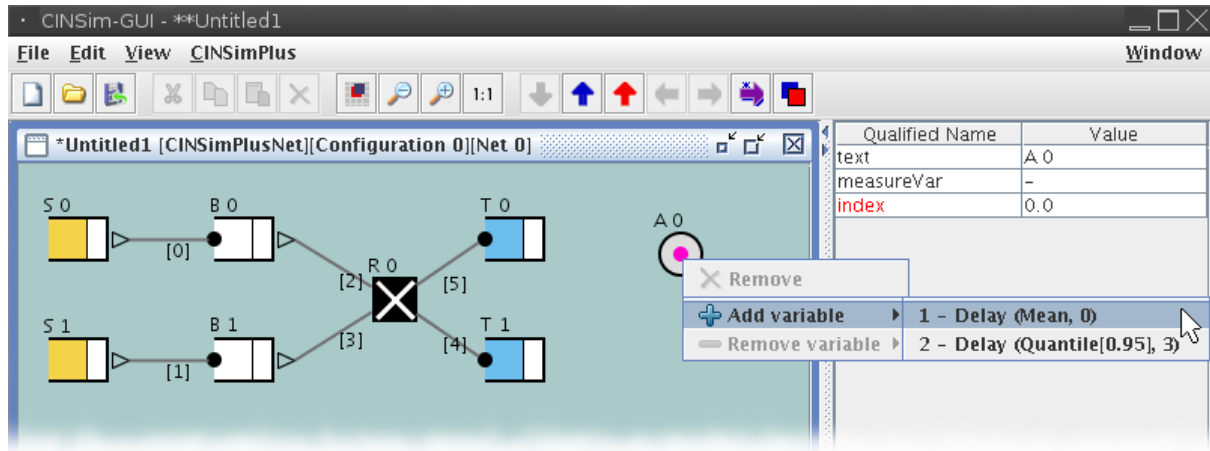 CINSim-GUI - **Untitled1
File Edit View CINSimPlus Window
1:1
*Untitled1 [CINSimPlusNet][Configuration 0][Net 0]
Qualified Name Value
text A 0
measureVar –
index 0.0
S 0 B 0 T 0
A 0
[0]
R 0
[2] [5]
Remove
S 1 B 1 T 1
Add variable 1 – Delay (Mean, 0)
[3] [4]
Remove variable 2 – Delay (Quantile[0.95], 3)
[1]